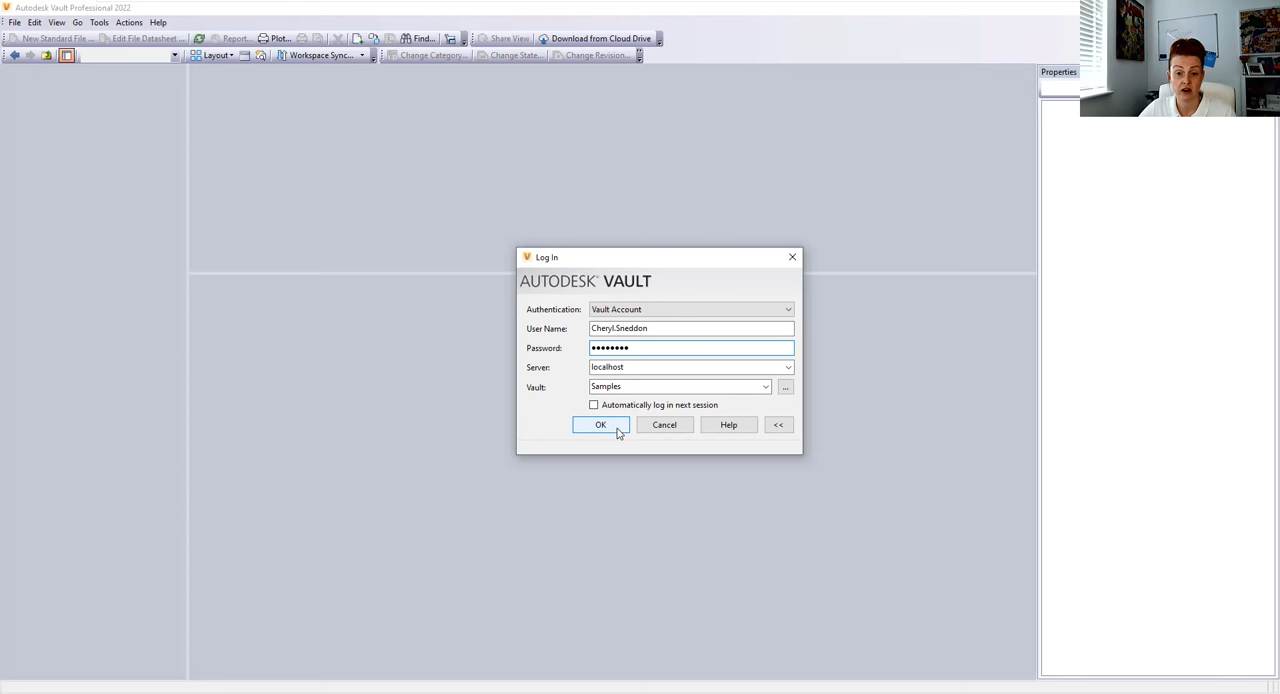 Autodesk Vault Professional 2022
File Edit View Go Tools Actions Help
New Standard File ... Edit File Datasheet ... Report... Plot... Find... Share View Download from Cloud Drive
Layout Workspace Sync... Change Category... Change State... Change Revision...
Properties
Log In
AUTODESK® VAULT
Authentication: Vault Account
User Name: Cheryl.Sneddon
Password: ••••••••
Server: localhost
Vault: Samples ...
Automatically log in next session
OK Cancel Help <<